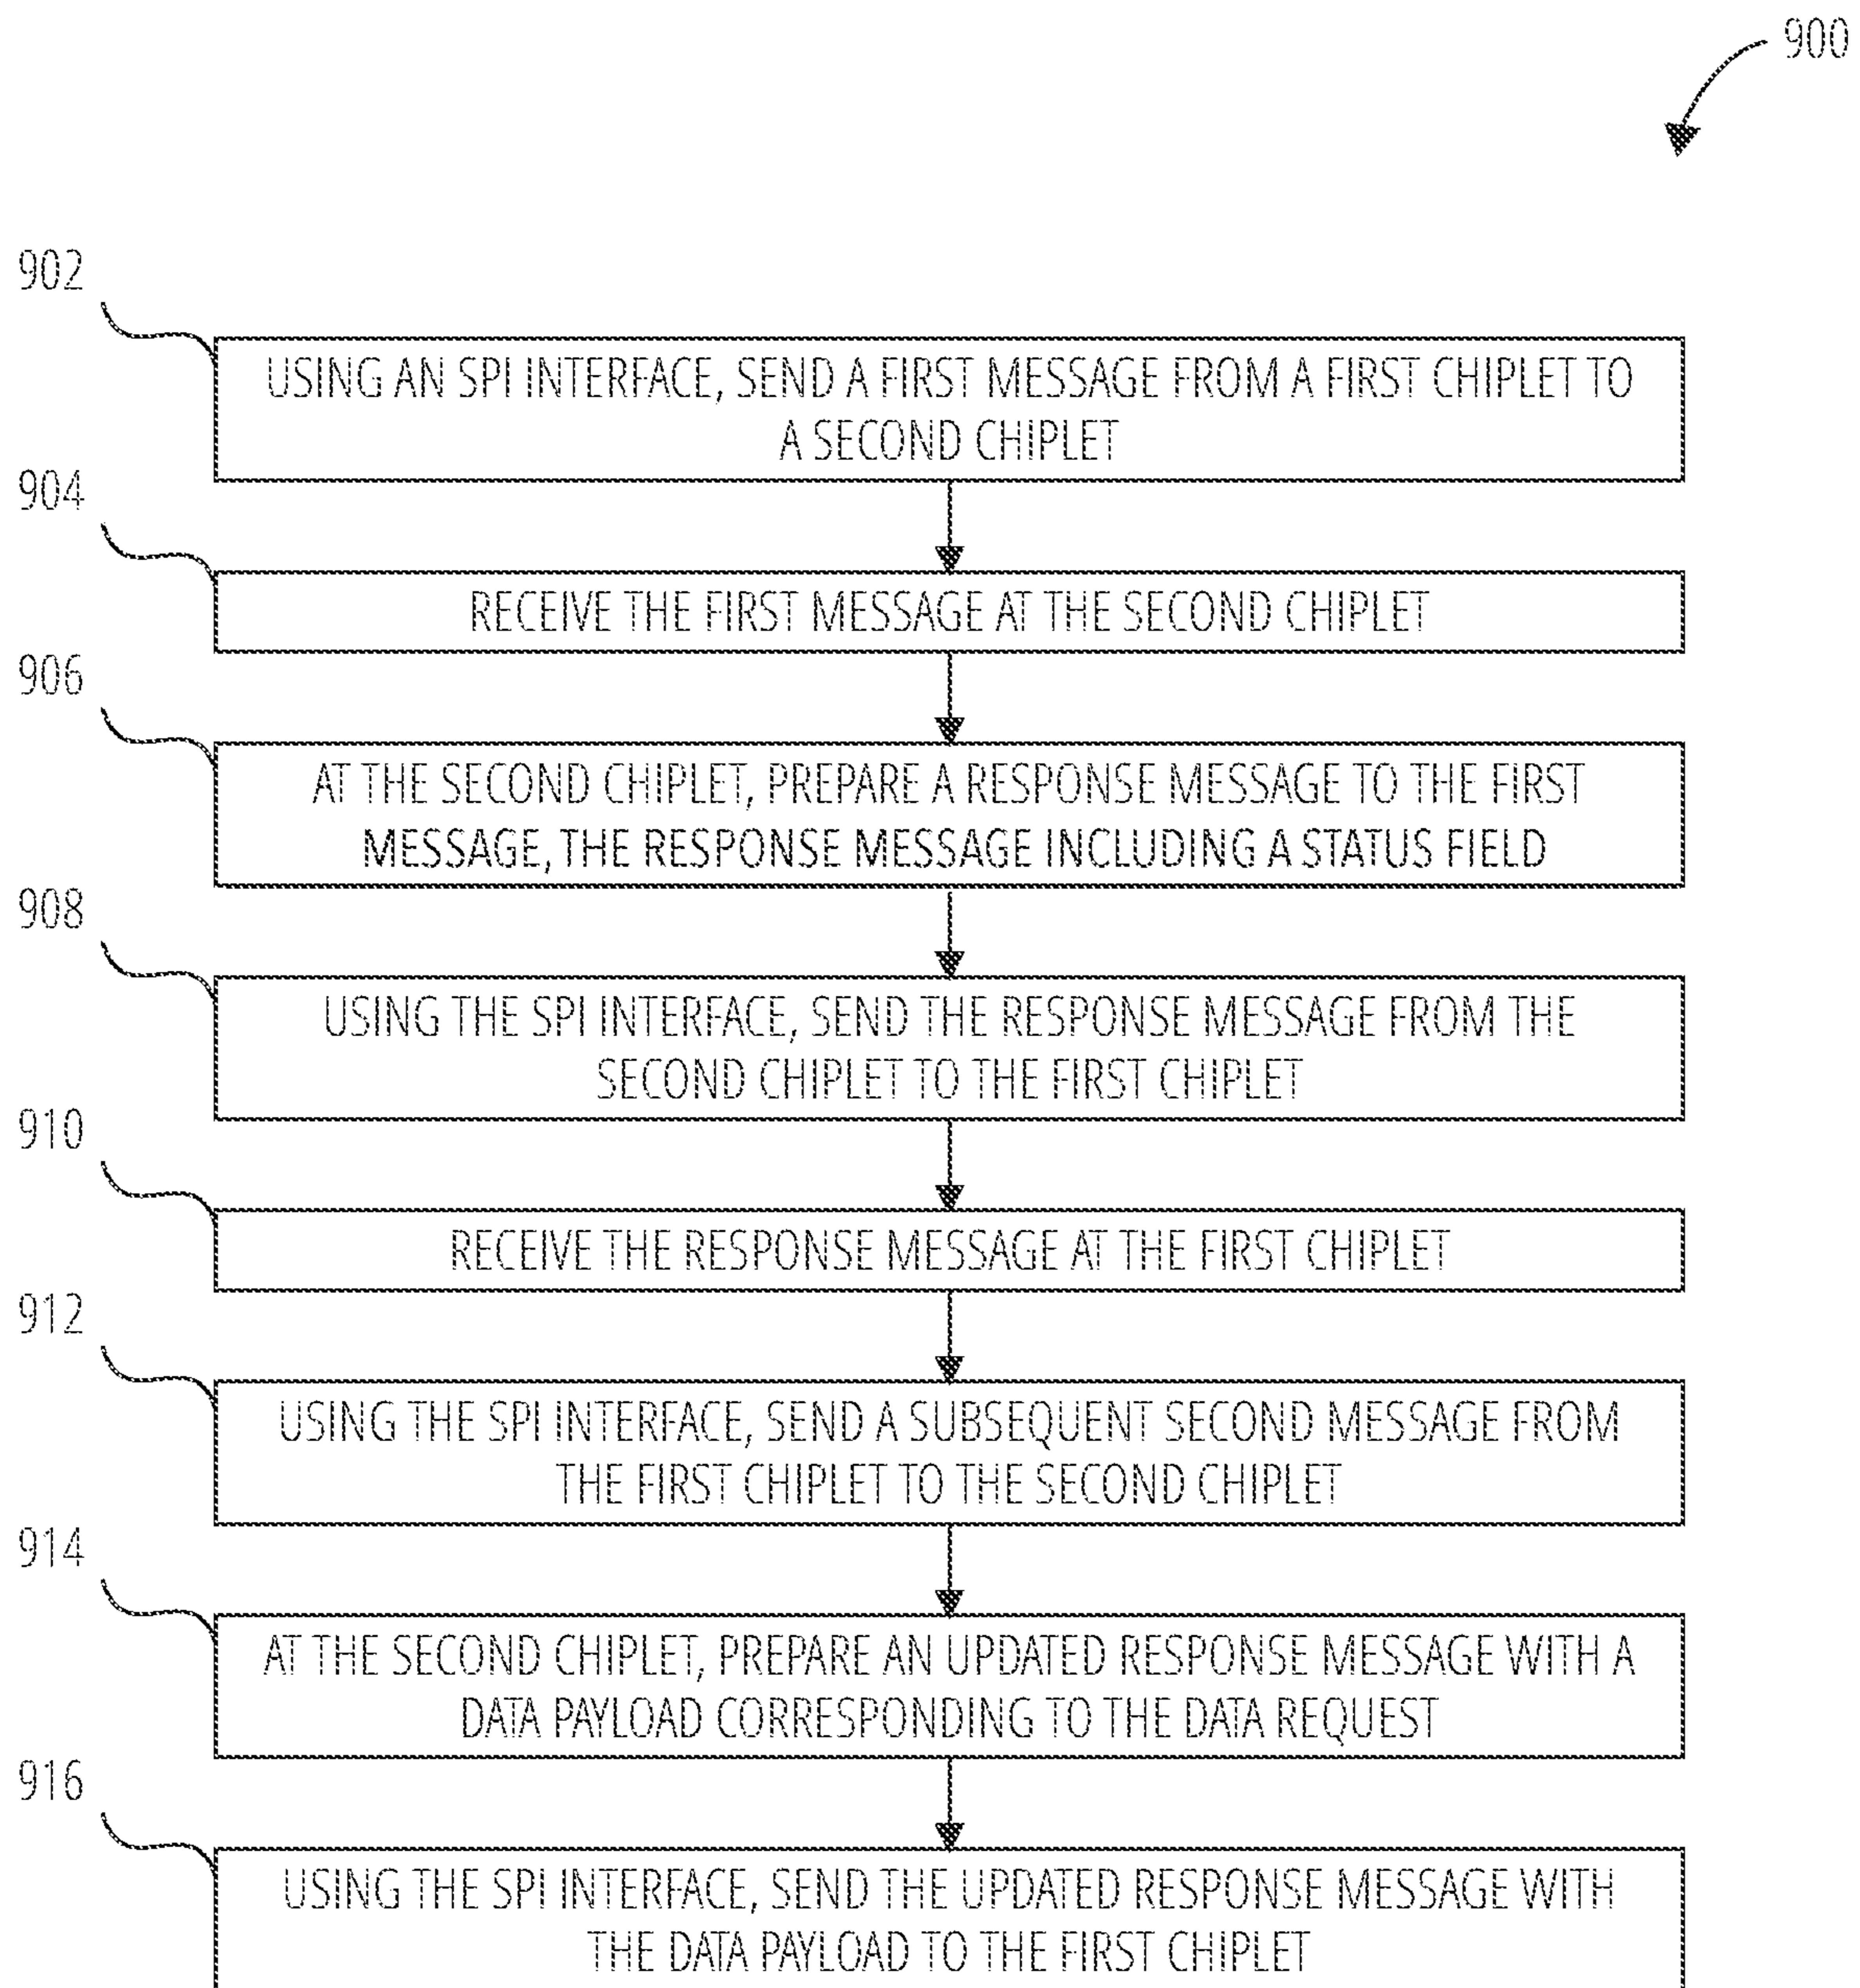 900
902
USING AN SPI INTERFACE, SEND A FIRST MESSAGE FROM A FIRST CHIPLET TO
A SECOND CHIPLET
904
RECEIVE THE FIRST MESSAGE AT THE SECOND CHIPLET
906
AT THE SECOND CHIPLET, PREPARE A RESPONSE MESSAGE TO THE FIRST
MESSAGE, THE RESPONSE MESSAGE INCLUDING A STATUS FIELD
908
USING THE SPI INTERFACE, SEND THE RESPONSE MESSAGE FROM THE
SECOND CHIPLET TO THE FIRST CHIPLET
910
RECEIVE THE RESPONSE MESSAGE AT THE FIRST CHIPLET
912
USING THE SPI INTERFACE, SEND A SUBSEQUENT SECOND MESSAGE FROM
THE FIRST CHIPLET TO THE SECOND CHIPLET
914
AT THE SECOND CHIPLET, PREPARE AN UPDATED RESPONSE MESSAGE WITH A
DATA PAYLOAD CORRESPONDING TO THE DATA REQUEST
916
USING THE SPI INTERFACE, SEND THE UPDATED RESPONSE MESSAGE WITH
THE DATA PAYLOAD TO THE FIRST CHIPLET